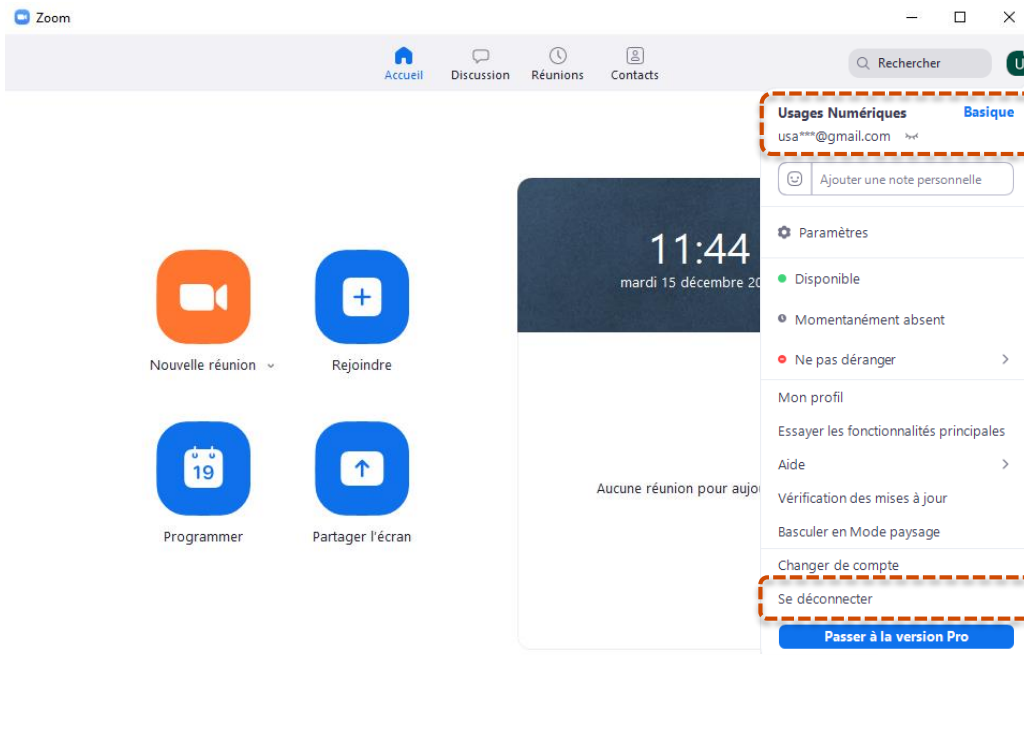 Zoom
Accueil
Discussion
Réunions
Contacts
Rechercher
U
Usages Numériques
Basique
usa***@gmail.com
Ajouter une note personnelle
Paramètres
11:44
mardi 15 décembre 20
Disponible
Momentanément absent
Ne pas déranger
Nouvelle réunion
Rejoindre
Mon profil
Essayer les fonctionnalités principales
Aide
19
Aucune réunion pour aujou
Vérification des mises à jour
Basculer en Mode paysage
Programmer
Partager l'écran
Changer de compte
Se déconnecter
Passer à la version Pro